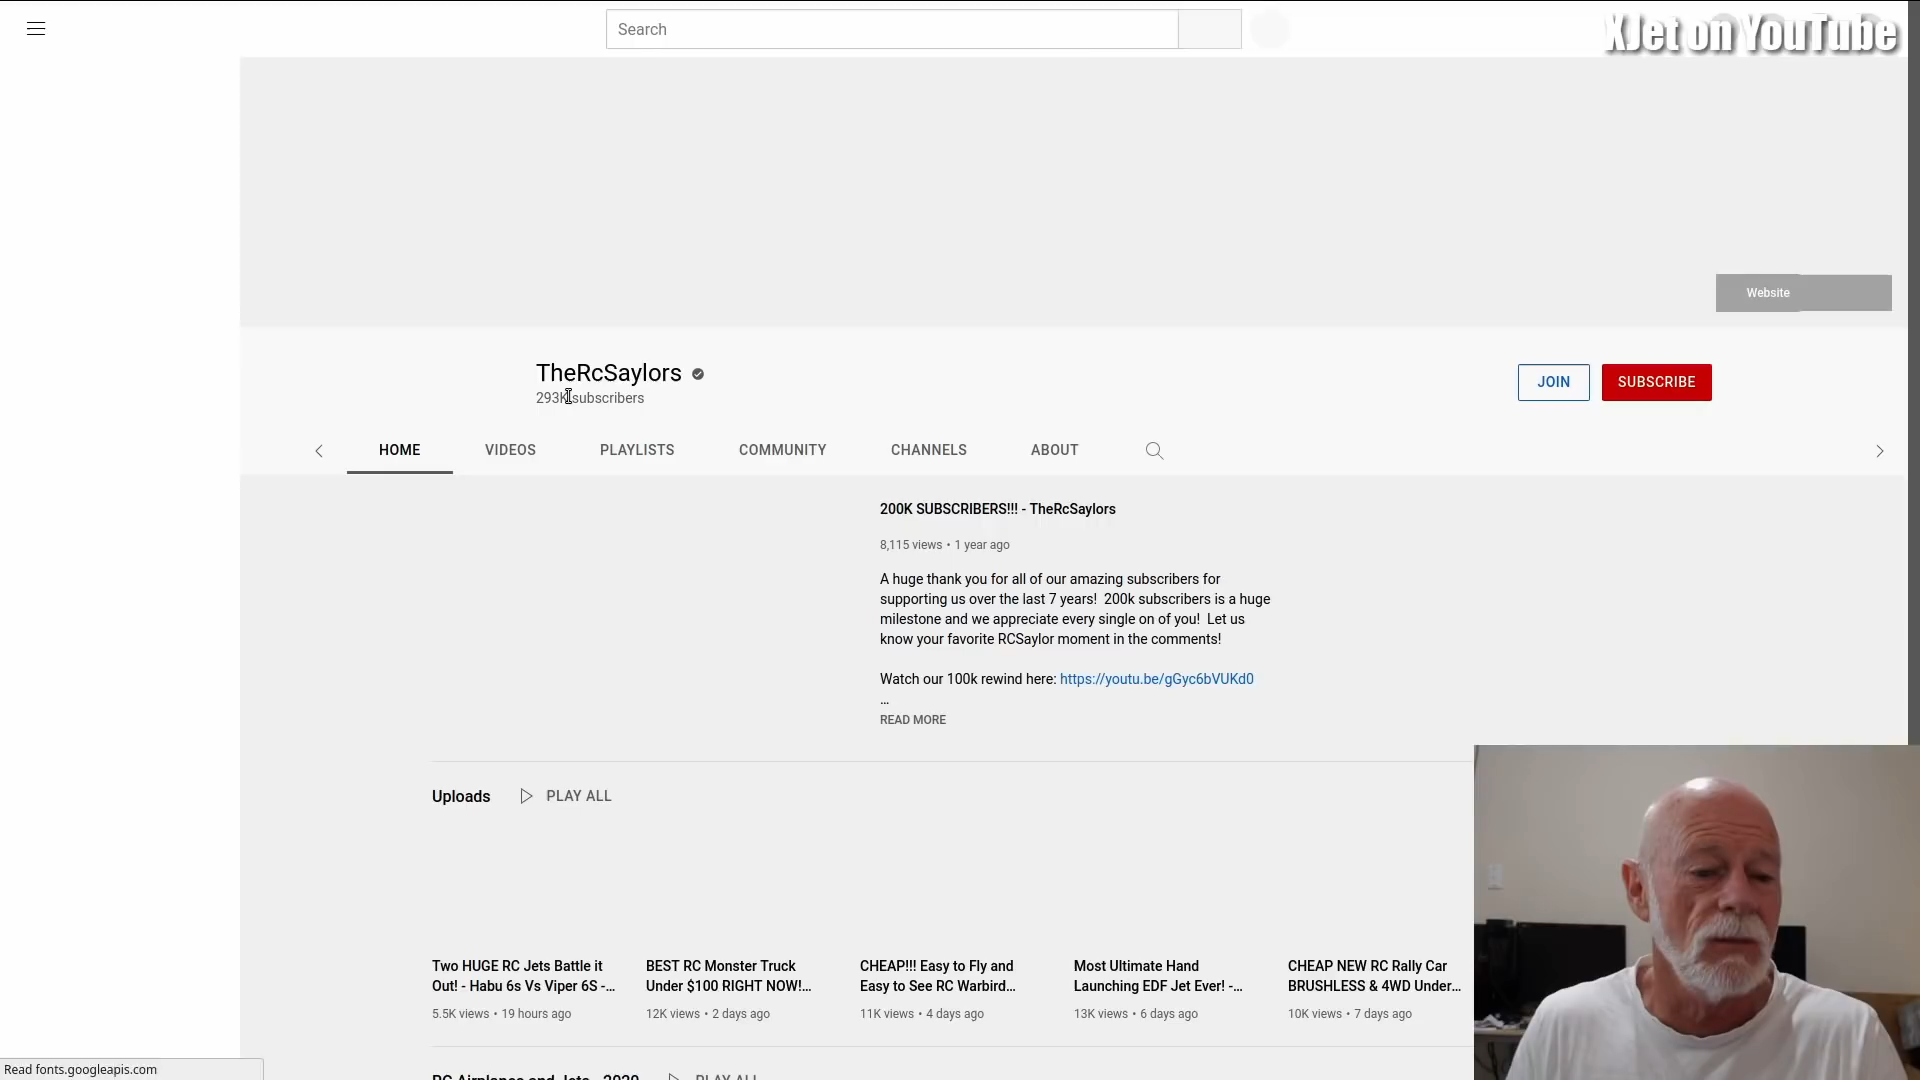 Search
XJet on YouTube
Website
TheRcSaylors
293K subscribers
JOIN
SUBSCRIBE
HOME
VIDEOS
PLAYLISTS
COMMUNITY
CHANNELS
ABOUT
200K SUBSCRIBERS!!! - TheRcSaylors
8,115 views • 1 year ago
A huge thank you for all of our amazing subscribers for
supporting us over the last 7 years!  200k subscribers is a huge
milestone and we appreciate every single on of you!  Let us
know your favorite RCSaylor moment in the comments!
Watch our 100k rewind here: https://youtu.be/gGyc6bVUKd0
...
READ MORE
Uploads
PLAY ALL
Two HUGE RC Jets Battle it
Out! - Habu 6s Vs Viper 6S -...
5.5K views • 19 hours ago
BEST RC Monster Truck
Under $100 RIGHT NOW!...
12K views • 2 days ago
CHEAP!!! Easy to Fly and
Easy to See RC Warbird...
11K views • 4 days ago
Most Ultimate Hand
Launching EDF Jet Ever! -...
13K views • 6 days ago
CHEAP NEW RC Rally Car
BRUSHLESS & 4WD Under...
10K views • 7 days ago
RC Airplanes and Jets - 2020
PLAY ALL
Read fonts.googleapis.com